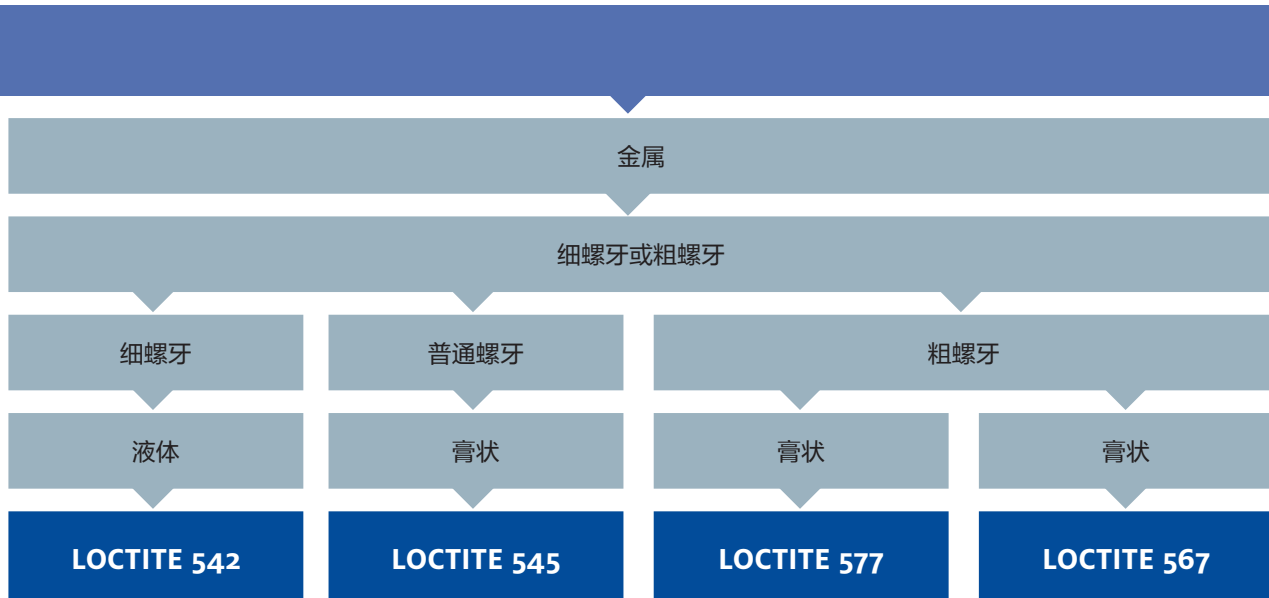 金属
细螺牙或粗螺牙
细螺牙
普通螺牙
粗螺牙
液体
膏状
膏状
膏状
LOCTITE 542
LOCTITE 545
LOCTITE 577
LOCTITE 567